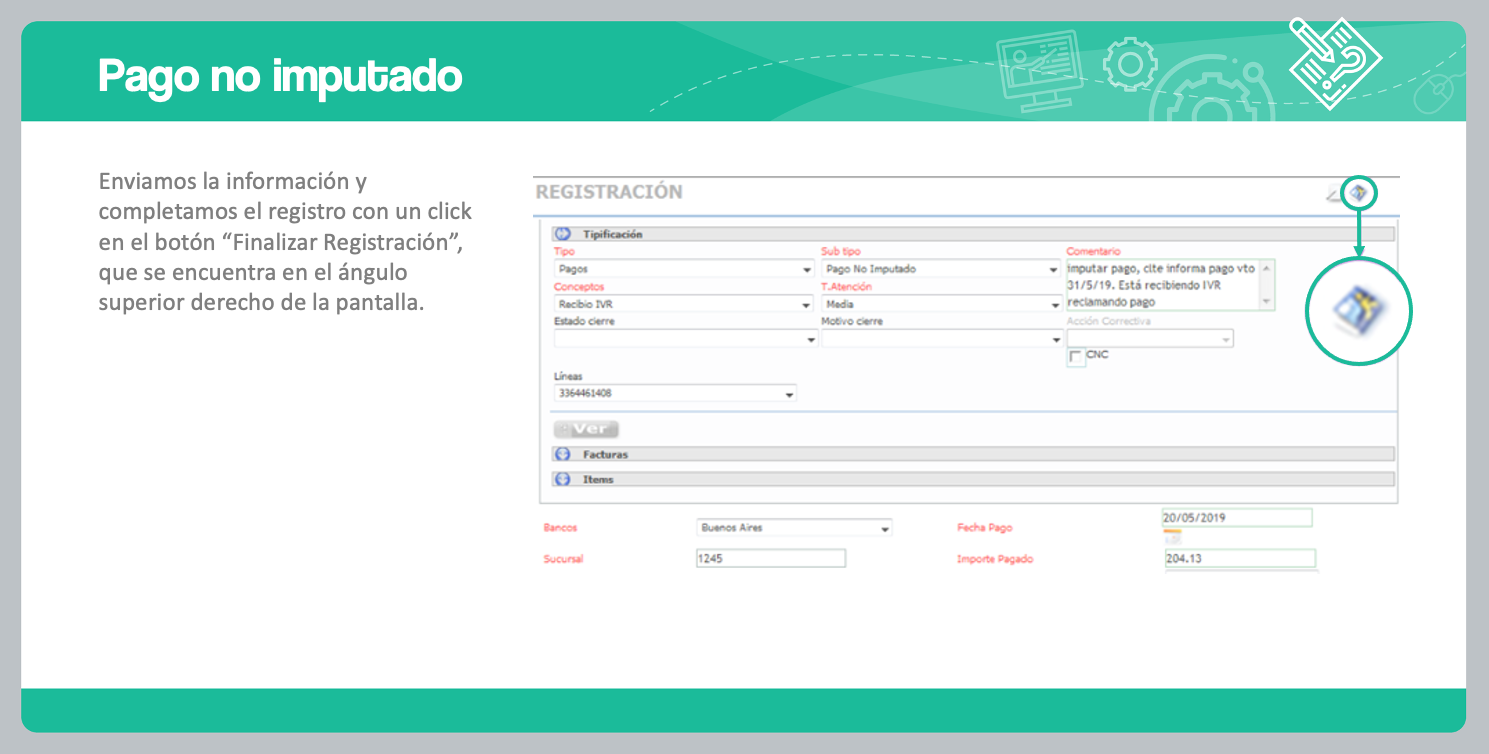 Pago no imputado
Enviamos la información y
completamos el registro con un click
en el botón “Finalizar Registración”,
que se encuentra en el ángulo
superior derecho de la pantalla.
REGISTRACIÓN
Tipificación
Tipo Sub tipo Comentario
Pagos Pago No Imputado imputar pago, clte informa pago vto
Conceptos T.Atención 31/5/19. Está recibiendo IVR
Recibio IVR Media reclamando pago
Estado cierre Motivo cierre Acción Correctiva
CNC
Líneas
3364461408
Ver
Facturas
Items
Bancos Buenos Aires Fecha Pago 20/05/2019
Sucursal 1245 Importe Pagado 204.13